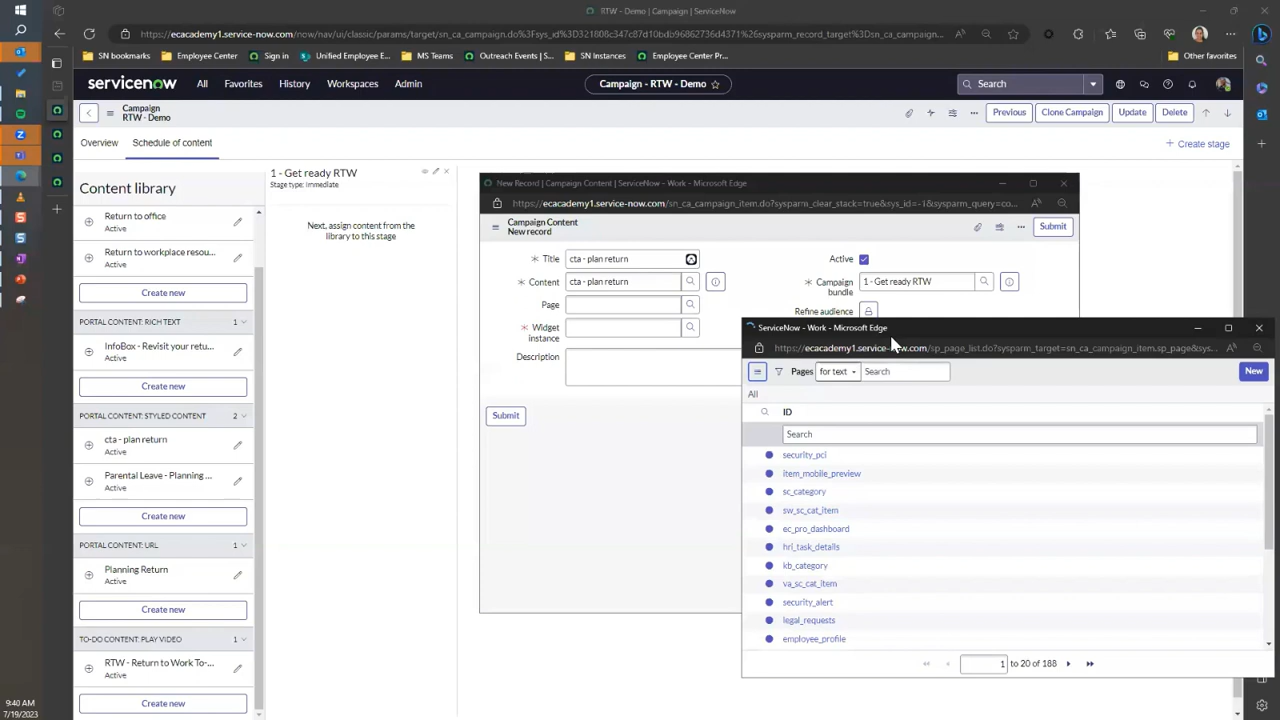 RTW - Demo | Campaign | ServiceNow
https://ecacademy1.service-now.com/now/nav/ui/classic/params/target/sn_ca_campaign.do%3Fsys_id%3D321808c347c87d10bdb96962736d4371%26sysparm_record_target%3Dsn_ca_campaign...
SN bookmarks
Employee Center
Sign in
Unified Employee E...
MS Teams
Outreach Events | S...
SN Instances
Employee Center Pr...
Other favorites
servicenow
All
Favorites
History
Workspaces
Admin
Campaign - RTW - Demo
Search
Campaign
RTW - Demo
Previous
Clone Campaign
Update
Delete
Overview
Schedule of content
+ Create stage
Content library
Return to office
Active
Return to workplace resou...
Active
Create new
PORTAL CONTENT: RICH TEXT 1
InfoBox - Revisit your retu...
Active
Create new
PORTAL CONTENT: STYLED CONTENT 2
cta - plan return
Active
Parental Leave - Planning ...
Active
Create new
PORTAL CONTENT: URL 1
Planning Return
Active
Create new
TO-DO CONTENT: PLAY VIDEO 1
RTW - Return to Work To-...
Active
Create new
1 - Get ready RTW
Stage type: Immediate
Next, assign content from the
library to this stage
New Record | Campaign Content | ServiceNow - Work - Microsoft Edge
https://ecacademy1.service-now.com/sn_ca_campaign_item.do?sysparm_clear_stack=true&sys_id=-1&sysparm_query=co...
Campaign Content
New record
Submit
Title
cta - plan return
Active
Content
cta - plan return
Campaign
bundle
1 - Get ready RTW
Page
Refine audience
Widget
instance
Description
Submit
ServiceNow - Work - Microsoft Edge
https://ecacademy1.service-now.com/sp_page_list.do?sysparm_target=sn_ca_campaign_item.sp_page&sys...
Pages
for text
Search
New
All
ID
Search
security_pci
item_mobile_preview
sc_category
sw_sc_cat_item
ec_pro_dashboard
hri_task_details
kb_category
va_sc_cat_item
security_alert
legal_requests
employee_profile
1 to 20 of 188
9:40 AM
7/19/2023